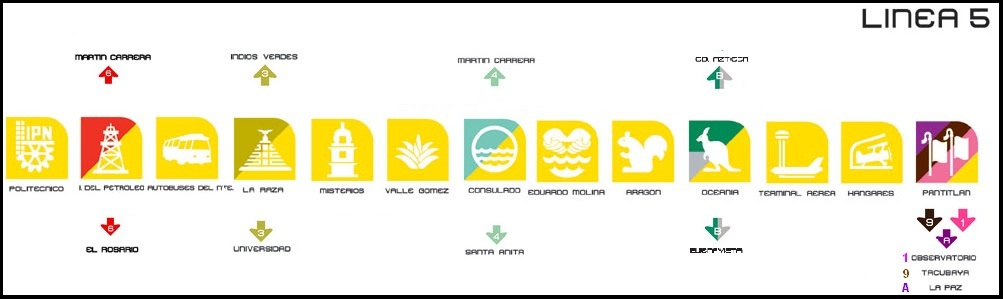 LINEA 5
MARTIN CARRERA
INDIOS VERDES
MARTIN CARRERA
CD. AZTECA
6
3
4
B
IPN
POLITECNICO
I. DEL PETROLEO
AUTOBUSES DEL NTE.
LA RAZA
MISTERIOS
VALLE GOMEZ
CONSULADO
EDUARDO MOLINA
ARAGON
OCEANIA
TERMINAL AEREA
HANGARES
PANTITLAN
6
3
4
B
9
1
A
EL ROSARIO
UNIVERSIDAD
SANTA ANITA
BUENAVISTA
1 OBSERVATORIO
9 TACUBAYA
A LA PAZ